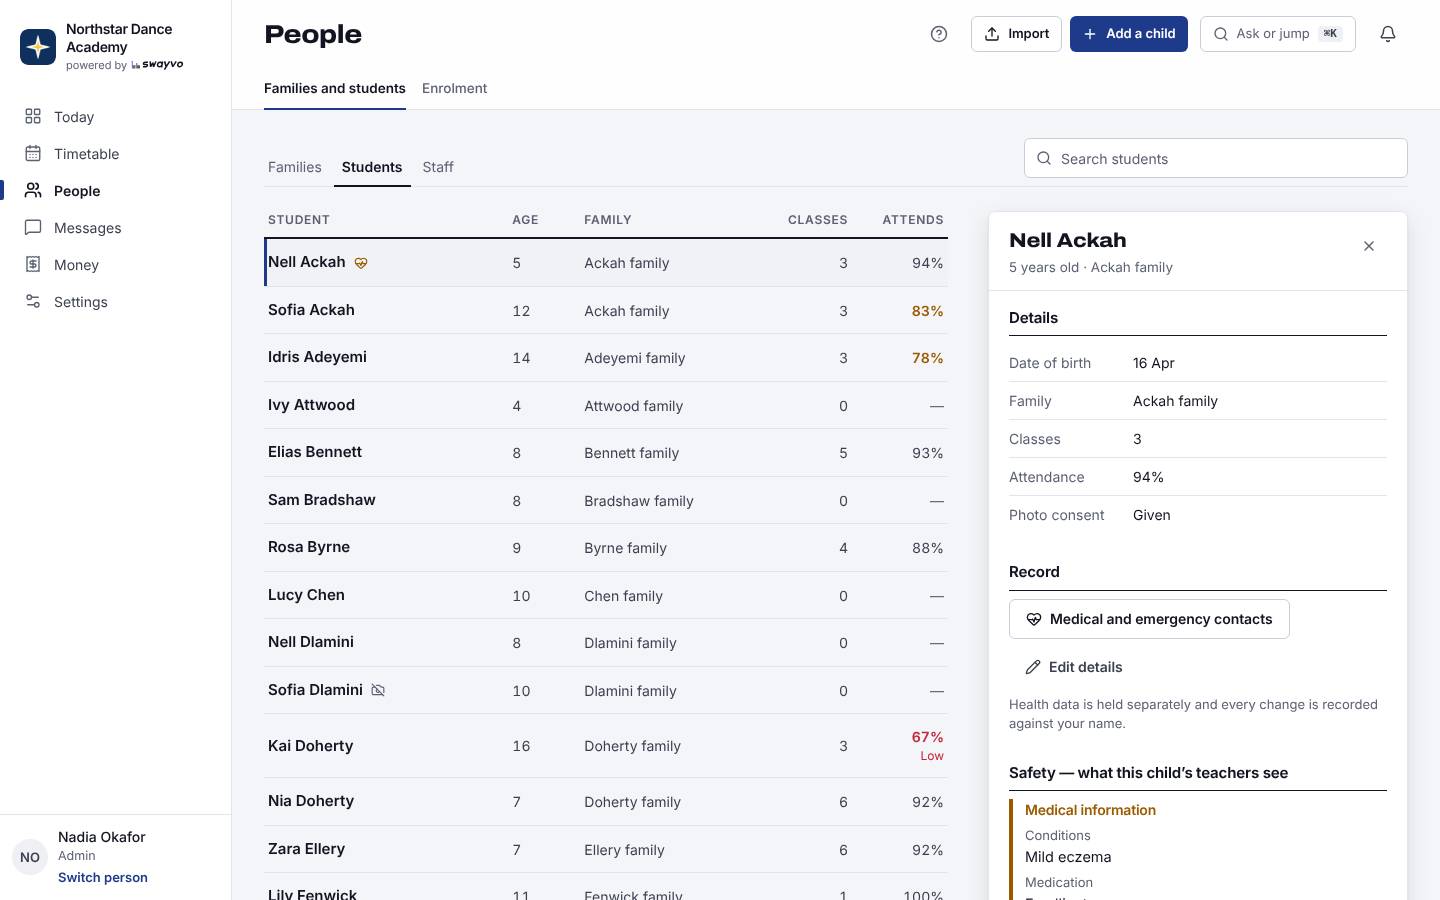 Northstar Dance
Academy
powered by swayvo
Today
Timetable
People
Messages
Money
Settings
Nadia Okafor
NO
Admin
Switch person
People
Import
Add a child
Ask or jump ⌘K
Families and students
Enrolment
Families
Students
Staff
Search students
STUDENT AGE FAMILY CLASSES ATTENDS
Nell Ackah 5 Ackah family 3 94%
Sofia Ackah 12 Ackah family 3 83%
Idris Adeyemi 14 Adeyemi family 3 78%
Ivy Attwood 4 Attwood family 0 —
Elias Bennett 8 Bennett family 5 93%
Sam Bradshaw 8 Bradshaw family 0 —
Rosa Byrne 9 Byrne family 4 88%
Lucy Chen 10 Chen family 0 —
Nell Dlamini 8 Dlamini family 0 —
Sofia Dlamini 10 Dlamini family 0 —
Kai Doherty 16 Doherty family 3 67%
Low
Nia Doherty 7 Doherty family 6 92%
Zara Ellery 7 Ellery family 6 92%
Lily Fenwick 11 Fenwick family 1 100%
Nell Ackah
5 years old · Ackah family
Details
Date of birth 16 Apr
Family Ackah family
Classes 3
Attendance 94%
Photo consent Given
Record
Medical and emergency contacts
Edit details
Health data is held separately and every change is recorded
against your name.
Safety — what this child’s teachers see
Medical information
Conditions
Mild eczema
Medication